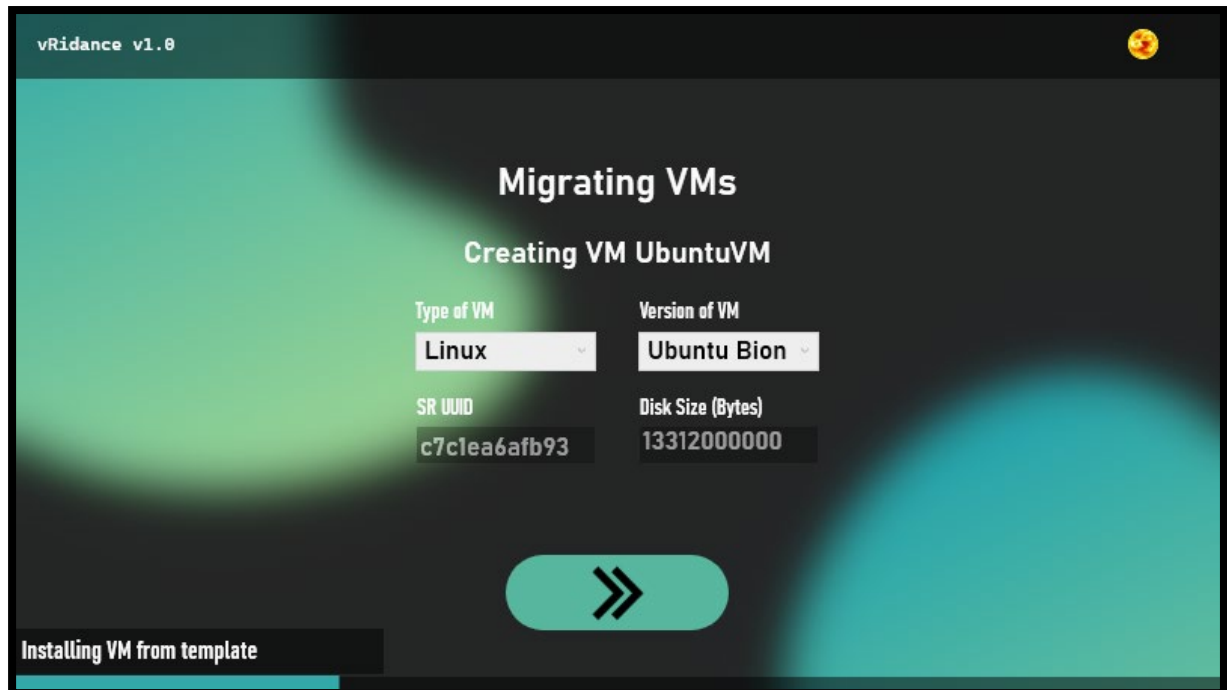 vRidance v1.0
Migrating VMs
Creating VM UbuntuVM
Type of VM Version of VM
Linux Ubuntu Bion
SR UUID Disk Size (Bytes)
c7c1ea6afb93 13312000000
Installing VM from template